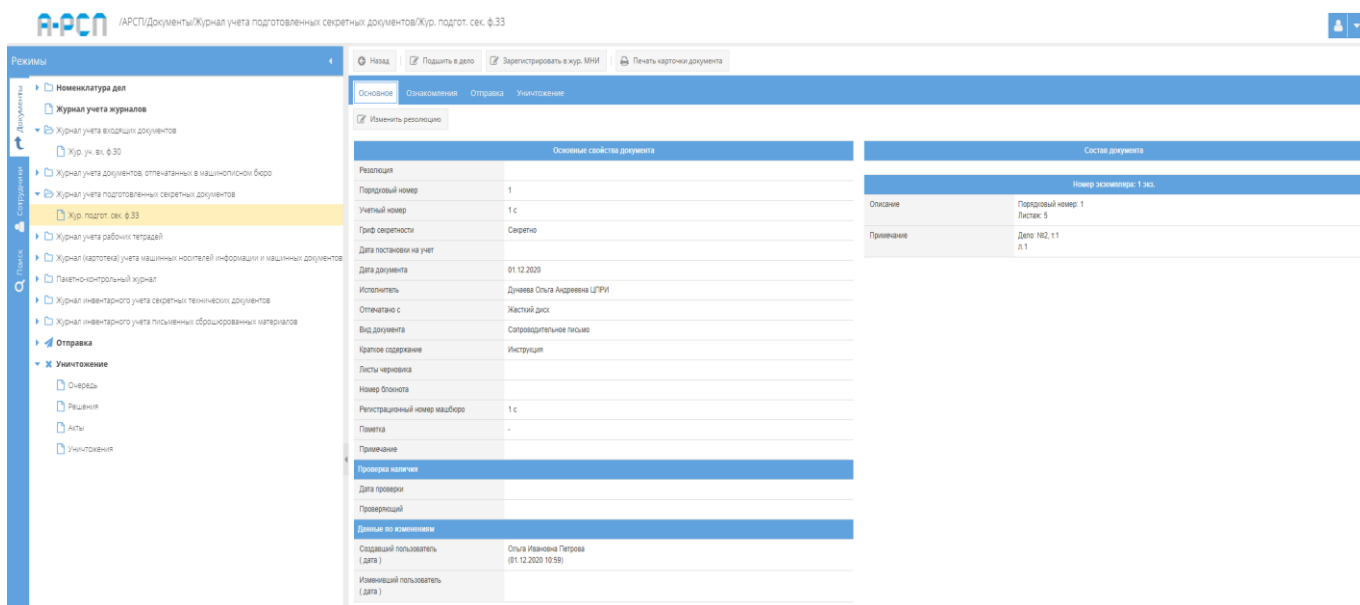 А-РСП
/АРСП/Документы/Журнал учета подготовленных секретных документов/Жур. подгот. сек. ф.33
Режимы
Документы
Сотрудники
Поиск
Номенклатура дел
Журнал учета журналов
Журнал учета входящих документов
Жур. уч. вх. ф.30
Журнал учета документов, отпечатанных в машинописном бюро
Журнал учета подготовленных секретных документов
Жур. подгот. сек. ф.33
Журнал учета рабочих тетрадей
Журнал (картотека) учета машинных носителей информации и машинных документов
Пакетно-контрольный журнал
Журнал инвентарного учета секретных технических документов
Журнал инвентарного учета письменных сброшюрованных материалов
Отправка
Уничтожение
Очередь
Решения
Акты
Уничтожения
Назад Подшить в дело Зарегистрировать в жур. МНИ Печать карточки документа
Основное Ознакомления Отправка Уничтожение
Изменить резолюцию
Основные свойства документа
Резолюция
Порядковый номер 1
Учетный номер 1 с
Гриф секретности Секретно
Дата постановки на учет
Дата документа 01.12.2020
Исполнитель Дунаева Ольга Андреевна ЦПРИ
Отпечатано с Жесткий диск
Вид документа Сопроводительное письмо
Краткое содержание Инструкция
Листы черновика
Номер блокнота
Регистрационный номер машбюро 1 с
Пометка -
Примечание
Проверка наличия
Дата проверки
Проверяющий
Данные по изменениям
Создавший пользователь Ольга Ивановна Петрова
( дата ) (01.12.2020 10:59)
Изменивший пользователь
( дата )
Состав документа
Номер экземпляра: 1 экз.
Описание Порядковый номер: 1
Листаж: 5
Примечание Дело: №2, т.1
л.1